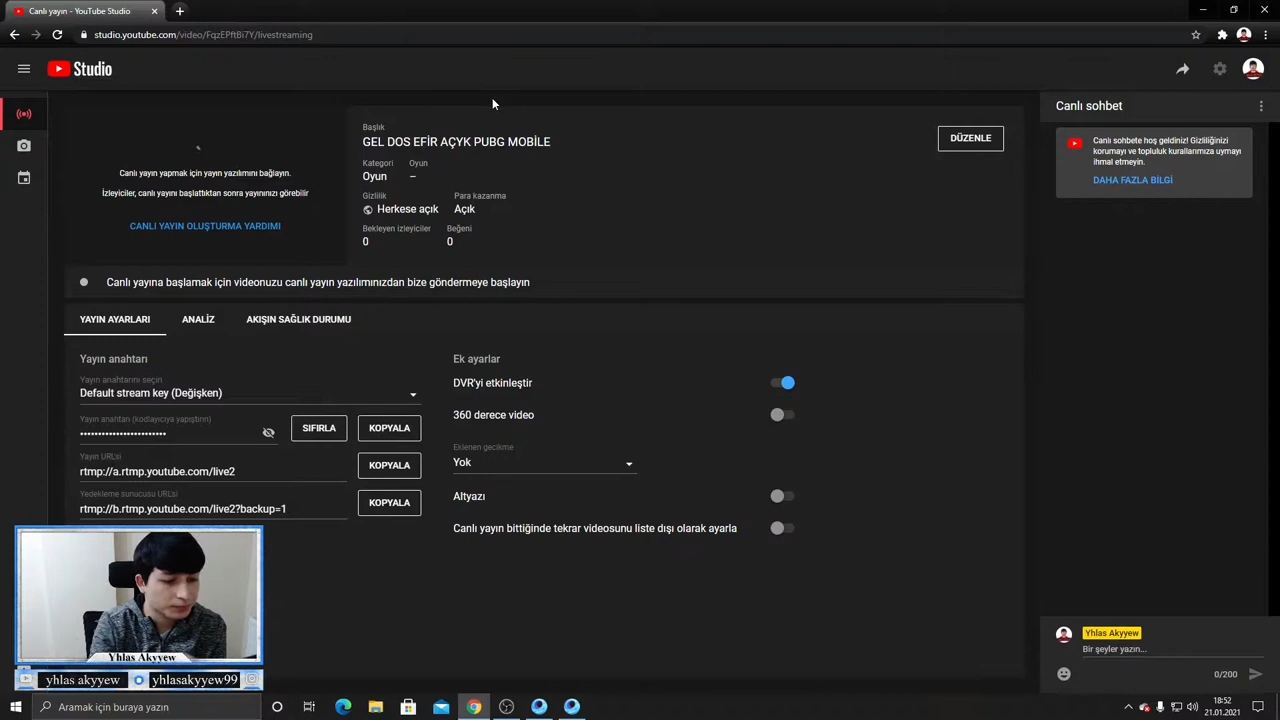 Canlı yayın - YouTube Studio
studio.youtube.com/video/FqzEPftBi7Y/livestreaming
Studio
Canlı yayın yapmak için yayın yazılımını bağlayın.
İzleyiciler, canlı yayını başlattıktan sonra yayınınızı görebilir
CANLI YAYIN OLUŞTURMA YARDIMI
Başlık
GEL DOS EFİR AÇYK PUBG MOBİLE
DÜZENLE
Kategori Oyun
Oyun –
Gizlilik Para kazanma
Herkese açık Açık
Bekleyen izleyiciler Beğeni
0 0
Canlı yayına başlamak için videonuzu canlı yayın yazılımınızdan bize göndermeye başlayın
YAYIN AYARLARI ANALİZ AKIŞIN SAĞLIK DURUMU
Yayın anahtarı
Yayın anahtarını seçin
Default stream key (Değişken)
Yayın anahtarı (kodlayıcıya yapıştırın)
••••••••••••••••••••••••
SIFIRLA KOPYALA
Yayın URL'si
rtmp://a.rtmp.youtube.com/live2
KOPYALA
Yedekleme sunucusu URL'si
rtmp://b.rtmp.youtube.com/live2?backup=1
KOPYALA
Ek ayarlar
DVR'yi etkinleştir
360 derece video
Eklenen gecikme
Yok
Altyazı
Canlı yayın bittiğinde tekrar videosunu liste dışı olarak ayarla
Canlı sohbet
Canlı sohbete hoş geldiniz! Gizliliğinizi
korumayı ve topluluk kurallarımıza uymayı
ihmal etmeyin.
DAHA FAZLA BİLGİ
Yhlas Akyyew
Bir şeyler yazın...
0/200
Yhlas Akyyew
yhlas akyyew yhlasakyyew99
Aramak için buraya yazın
18:52
21.01.2021